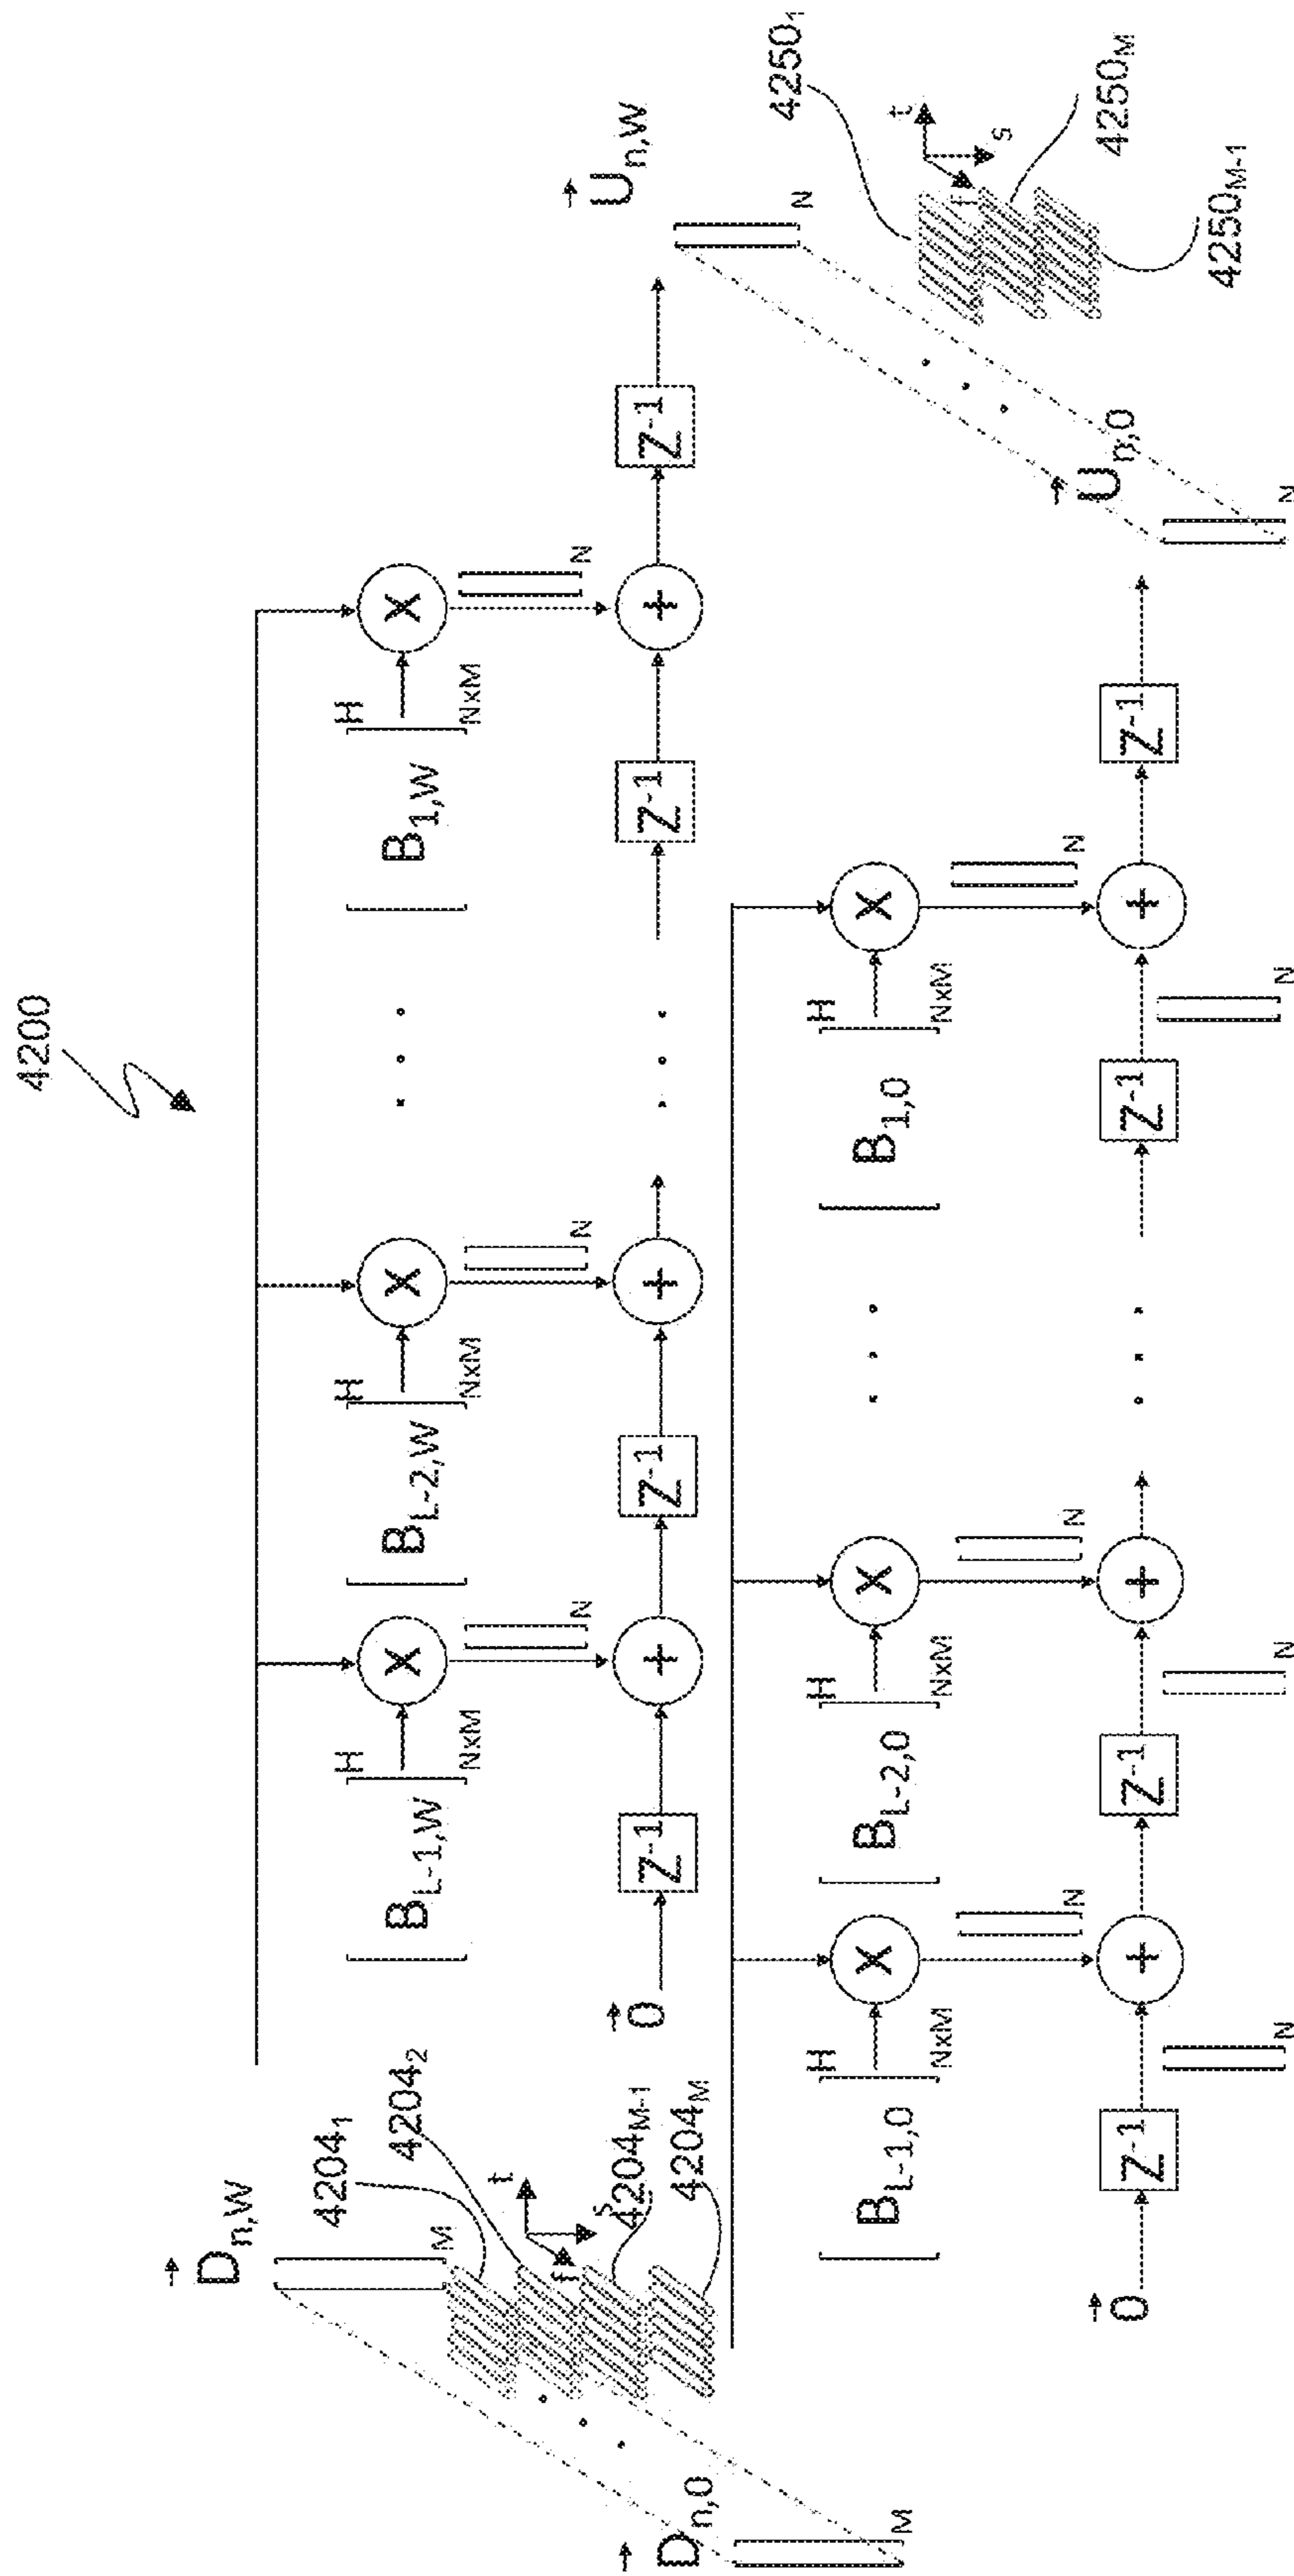 4200
D⃗n,W
M
4204₁
4204₂
4204M-1
4204M
t
s
f
D⃗n,0
M
[ BL-1,W ]H NxM
X
N
[ BL-2,W ]H NxM
X
N
. . .
[ B1,W ]H NxM
X
N
0⃗
Z-1
+
Z-1
+
. . .
Z-1
+
Z-1
U⃗n,W
N
[ BL-1,0 ]H NxM
X
N
[ BL-2,0 ]H NxM
X
N
. . .
[ B1,0 ]H NxM
X
N
0⃗
Z-1
N
+
Z-1
N
+
. . .
Z-1
N
+
Z-1
U⃗n,0
N
4250₁
t
s
f
4250M
4250M-1